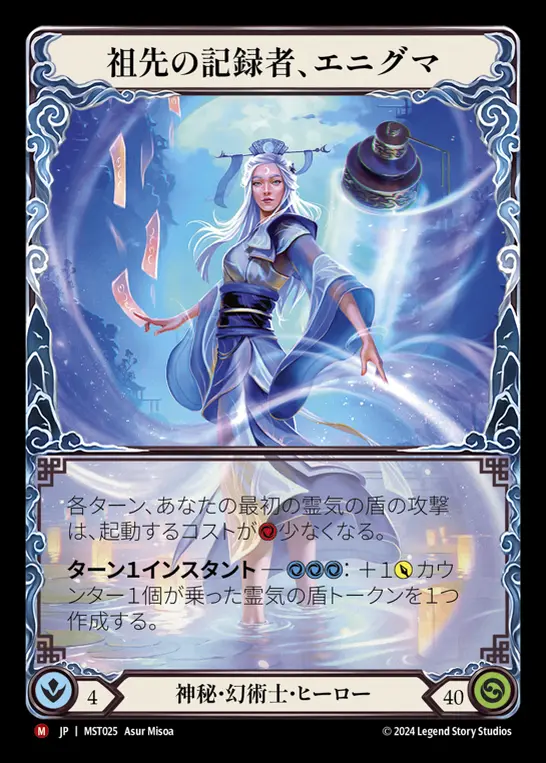 祖先の記録者、エニグマ
各ターン、あなたの最初の霊気の盾の攻撃
は、起動するコストが少なくなる。
ターン1インスタント ― : ＋1カウ
ンター1個が乗った霊気の盾トークンを1つ
作成する。
4
神秘・幻術士・ヒーロー
40
M JP | MST025 Asur Misoa
© 2024 Legend Story Studios